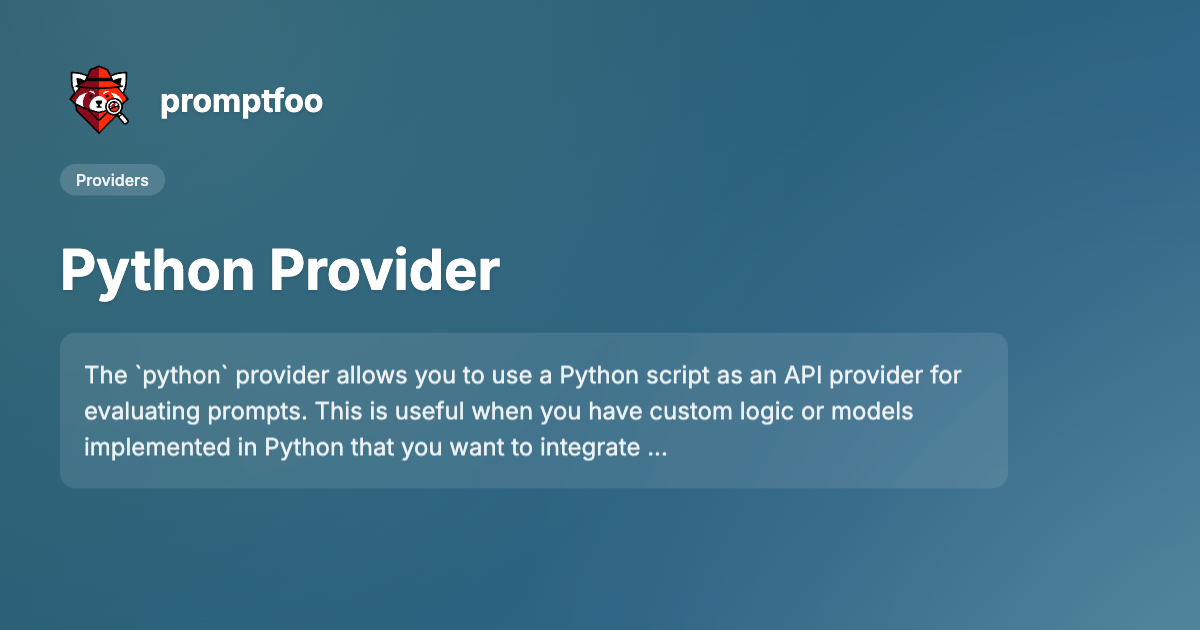 promptfoo
Providers
Python Provider
The `python` provider allows you to use a Python script as an API provider for
evaluating prompts. This is useful when you have custom logic or models
implemented in Python that you want to integrate ...